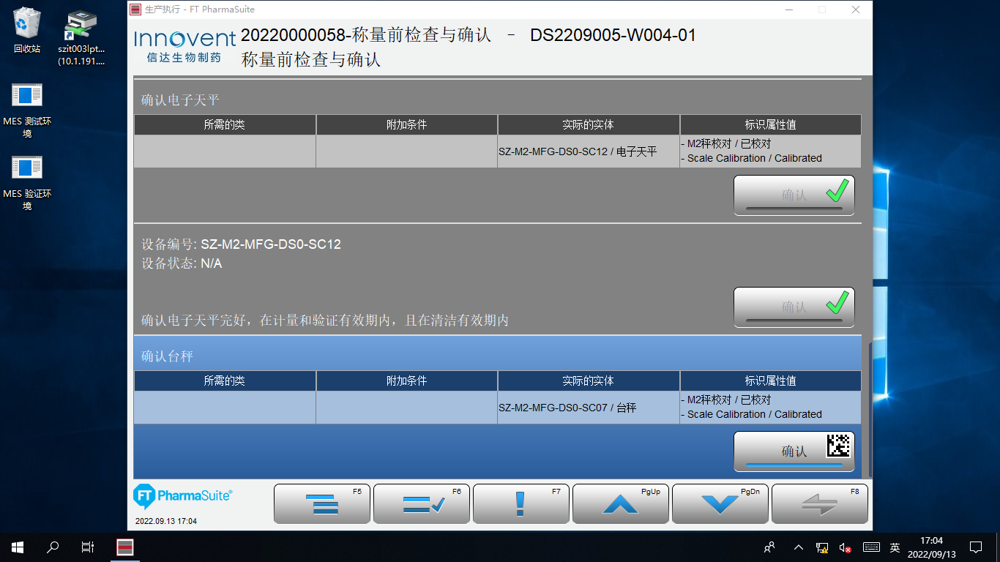 回收站
szit003lpt...
(10.1.191....
MES 测试环
境
MES 验证环
境
生产执行 - FT PharmaSuite
Innovent
信达生物制药
20220000058-称量前检查与确认 - DS2209005-W004-01
称量前检查与确认
确认电子天平
所需的类 附加条件 实际的实体 标识属性值
SZ-M2-MFG-DS0-SC12 / 电子天平
- M2秤校对 / 已校对
- Scale Calibration / Calibrated
确认
设备编号: SZ-M2-MFG-DS0-SC12
设备状态: N/A
确认
确认电子天平完好，在计量和验证有效期内，且在清洁有效期内
确认台秤
所需的类 附加条件 实际的实体 标识属性值
SZ-M2-MFG-DS0-SC07 / 台秤
- M2秤校对 / 已校对
- Scale Calibration / Calibrated
确认
FT PharmaSuite®
2022.09.13 17:04
F5 F6 F7 PgUp PgDn F8
英
17:04
2022/09/13